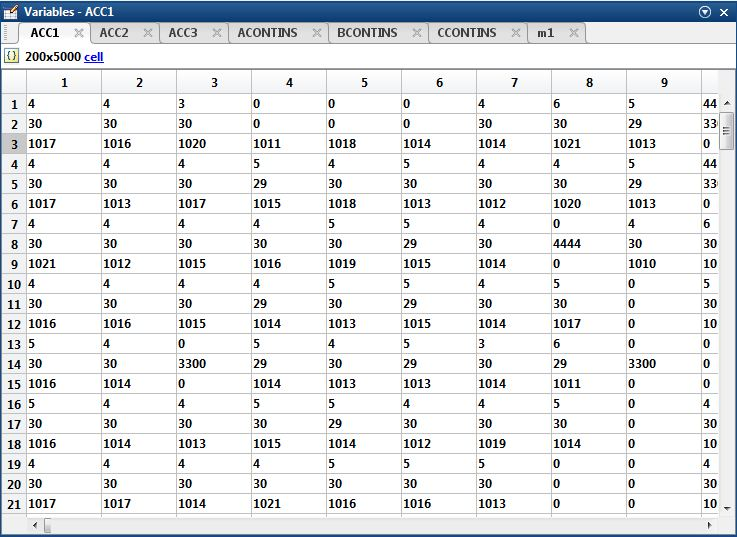 Variables - ACC1
ACC1 ACC2 ACC3 ACONTINS BCONTINS CCONTINS m1
{} 200x5000 cell
1 2 3 4 5 6 7 8 9
1 4 4 3 0 0 0 4 6 5 44
2 30 30 30 0 0 0 30 30 29 330
3 1017 1016 1020 1011 1018 1014 1014 1021 1013 0
4 4 4 4 5 4 5 4 4 5 44
5 30 30 30 29 30 30 30 30 29 330
6 1017 1013 1017 1015 1018 1013 1012 1020 1013 0
7 4 4 4 4 5 5 4 0 4 6
8 30 30 30 30 30 29 30 4444 30 30
9 1021 1012 1015 1016 1019 1015 1014 0 1010 10
10 4 4 4 4 5 5 4 5 0 5
11 30 30 30 29 30 29 30 30 0 30
12 1016 1016 1015 1014 1013 1015 1014 1017 0 10
13 5 4 0 5 4 5 3 6 0 0
14 30 30 3300 29 30 29 30 29 3300 0
15 1016 1014 0 1014 1013 1013 1014 1011 0 0
16 5 4 4 5 5 4 4 5 0 4
17 30 30 30 30 29 30 30 30 0 30
18 1016 1014 1013 1015 1014 1012 1019 1014 0 10
19 4 4 4 4 5 5 5 0 0 4
20 30 30 30 30 30 30 30 0 0 30
21 1017 1017 1014 1021 1016 1016 1013 0 0 10